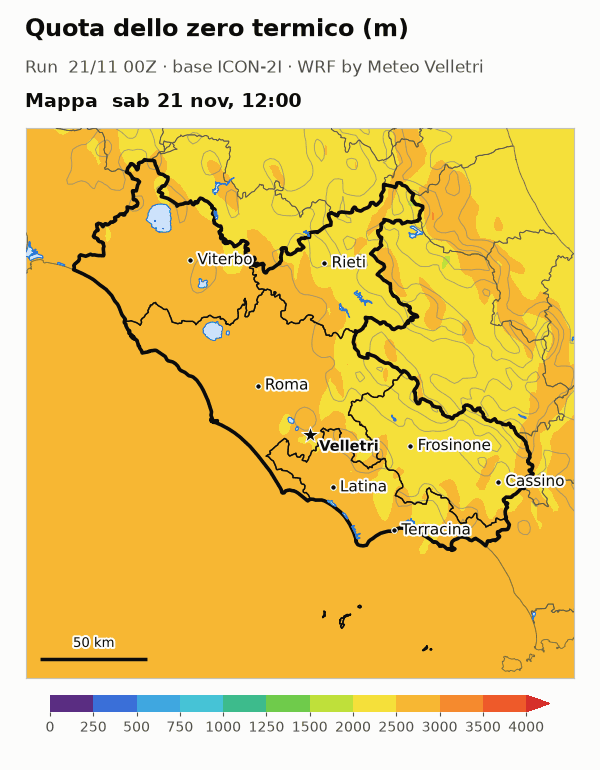 Quota dello zero termico (m)
Run  21/11 00Z · base ICON-2I · WRF by Meteo Velletri
Mappa  sab 21 nov, 12:00
Viterbo
Rieti
Roma
Velletri
Frosinone
Cassino
Latina
Terracina
50 km
0 250 500 750 1000 1250 1500 2000 2500 3000 3500 4000